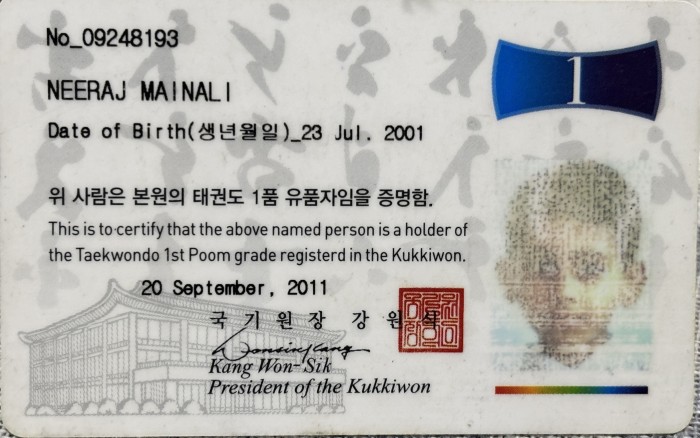 No_09248193
1
NEERAJ MAINALI
Date of Birth(생년월일)_23 Jul. 2001
위 사람은 본원의 태권도 1품 유품자임을 증명함.
This is to certify that the above named person is a holder of
the Taekwondo 1st Poom grade registerd in the Kukkiwon.
20 September, 2011
국 기 원 장 강 원 식
Kang Won-Sik
President of the Kukkiwon